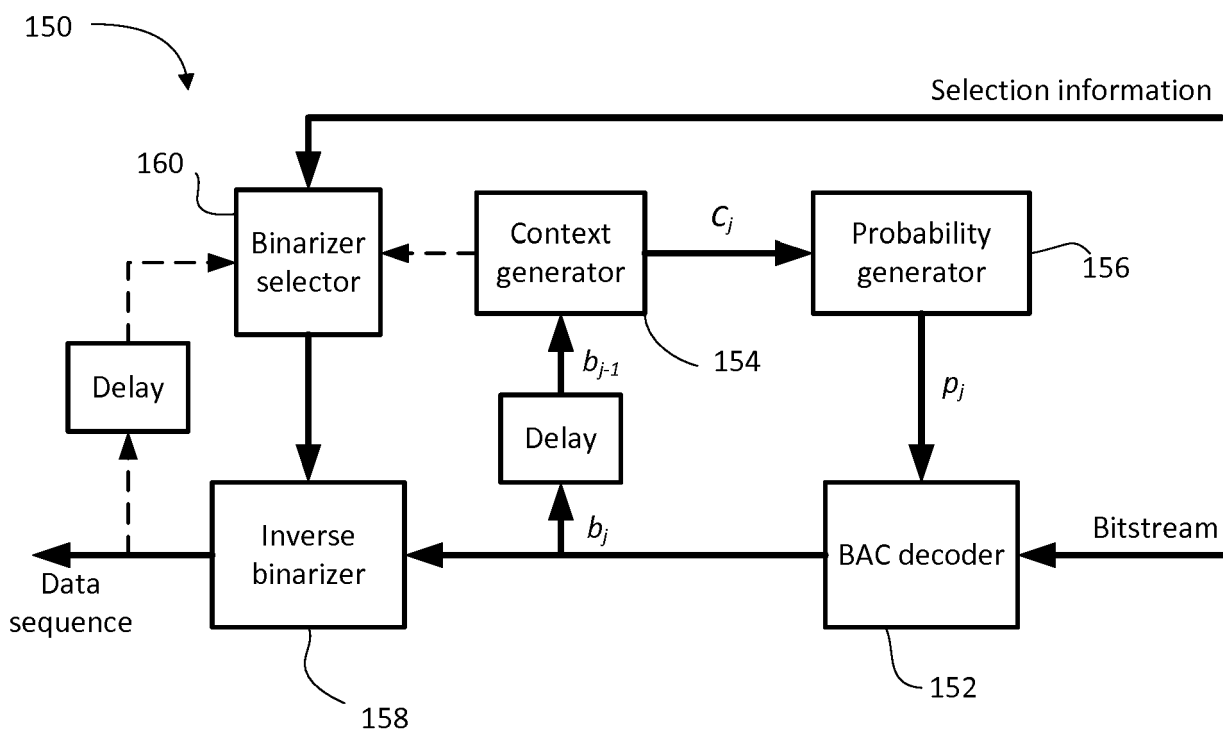 150
Selection information
160
Binarizer
selector
Context
generator
C_j
Probability
generator
156
154
Delay
b_{j-1}
p_j
Delay
Inverse
binarizer
b_j
BAC decoder
Bitstream
Data
sequence
158
152